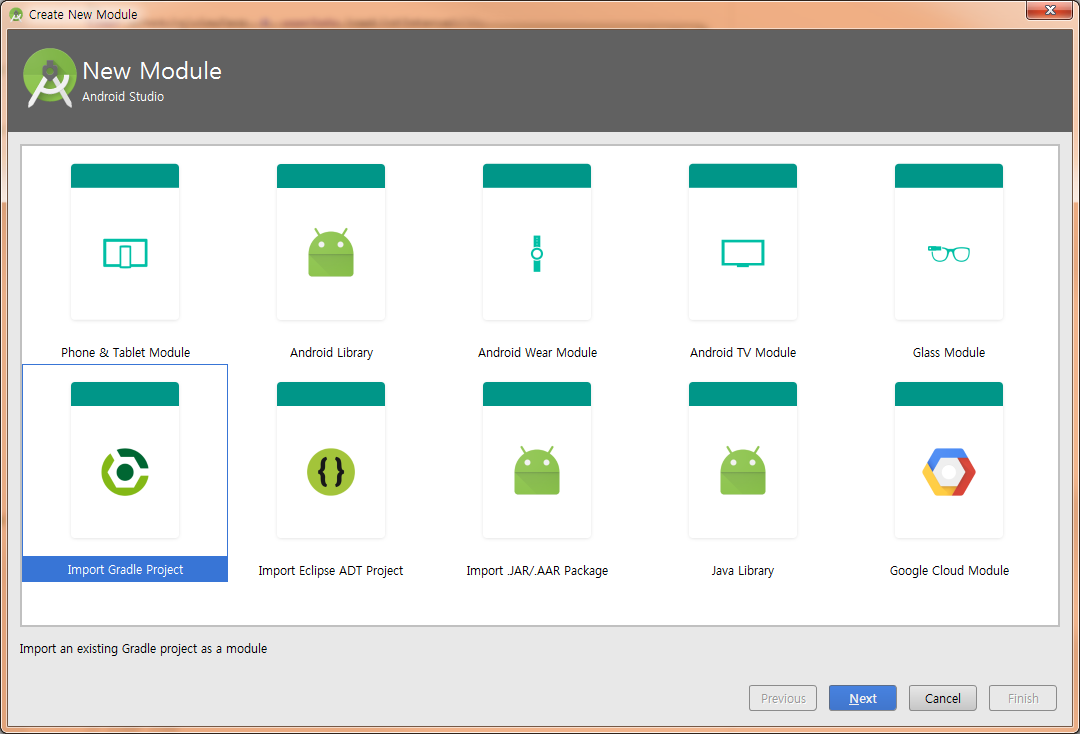 Create New Module
New Module
Android Studio
Phone & Tablet Module
Android Library
Android Wear Module
Android TV Module
Glass Module
{}
Import Gradle Project
Import Eclipse ADT Project
Import .JAR/.AAR Package
Java Library
Google Cloud Module
Import an existing Gradle project as a module
Previous
Next
Cancel
Finish